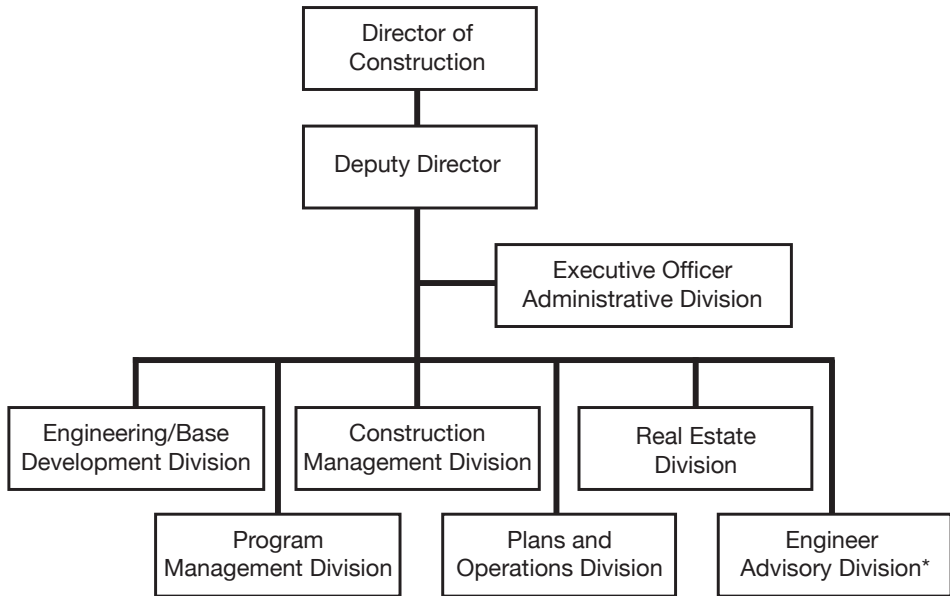 Director of
Construction
Deputy Director
Executive Officer
Administrative Division
Engineering/Base
Development Division
Construction
Management Division
Real Estate
Division
Program
Management Division
Plans and
Operations Division
Engineer
Advisory Division*